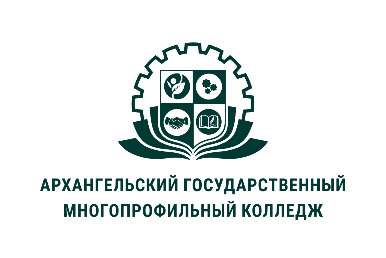 АРХАНГЕЛЬСКИЙ ГОСУДАРСТВЕННЫЙ
МНОГОПРОФИЛЬНЫЙ КОЛЛЕДЖ